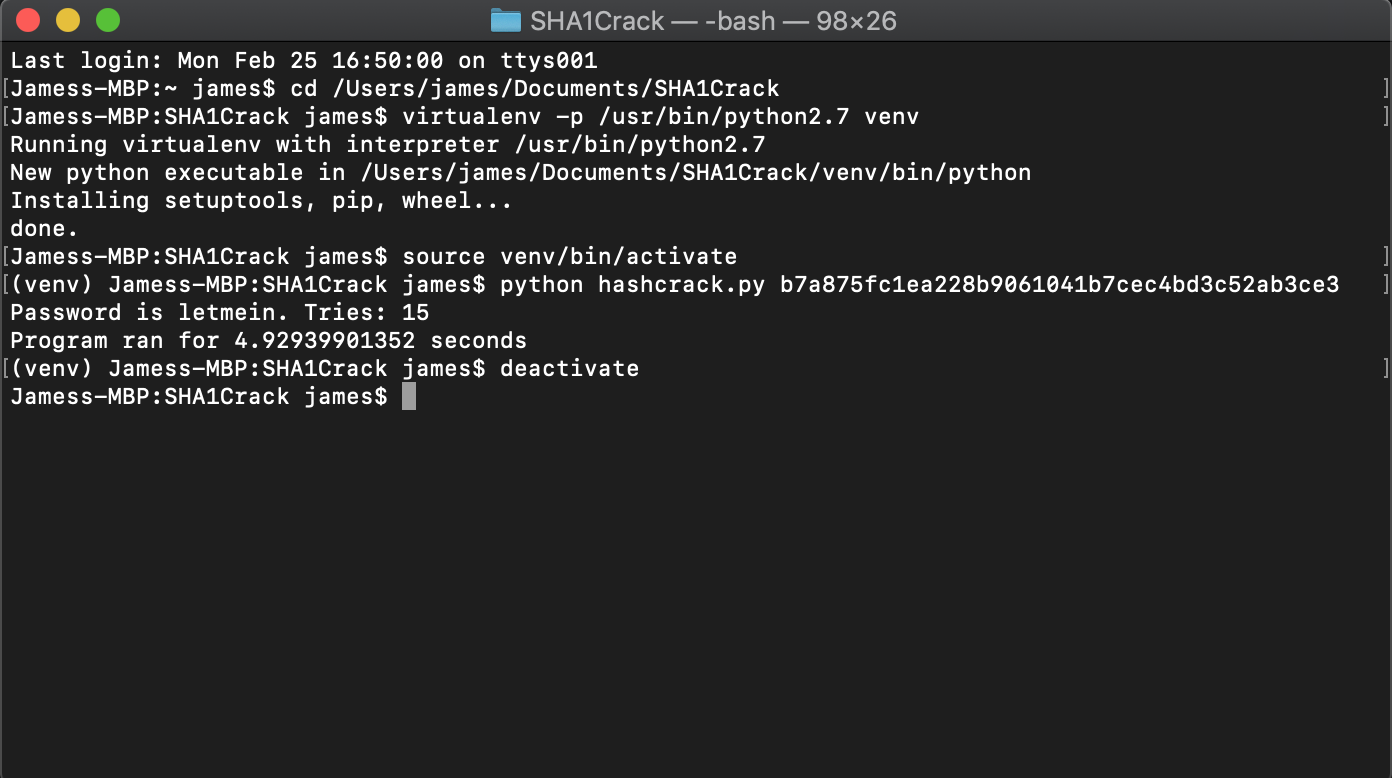 SHA1Crack — -bash — 98×26
Last login: Mon Feb 25 16:50:00 on ttys001
[Jamess-MBP:~ james$ cd /Users/james/Documents/SHA1Crack ]
[Jamess-MBP:SHA1Crack james$ virtualenv -p /usr/bin/python2.7 venv ]
Running virtualenv with interpreter /usr/bin/python2.7
New python executable in /Users/james/Documents/SHA1Crack/venv/bin/python
Installing setuptools, pip, wheel...
done.
[Jamess-MBP:SHA1Crack james$ source venv/bin/activate ]
[(venv) Jamess-MBP:SHA1Crack james$ python hashcrack.py b7a875fc1ea228b9061041b7cec4bd3c52ab3ce3 ]
Password is letmein. Tries: 15
Program ran for 4.92939901352 seconds
[(venv) Jamess-MBP:SHA1Crack james$ deactivate ]
Jamess-MBP:SHA1Crack james$